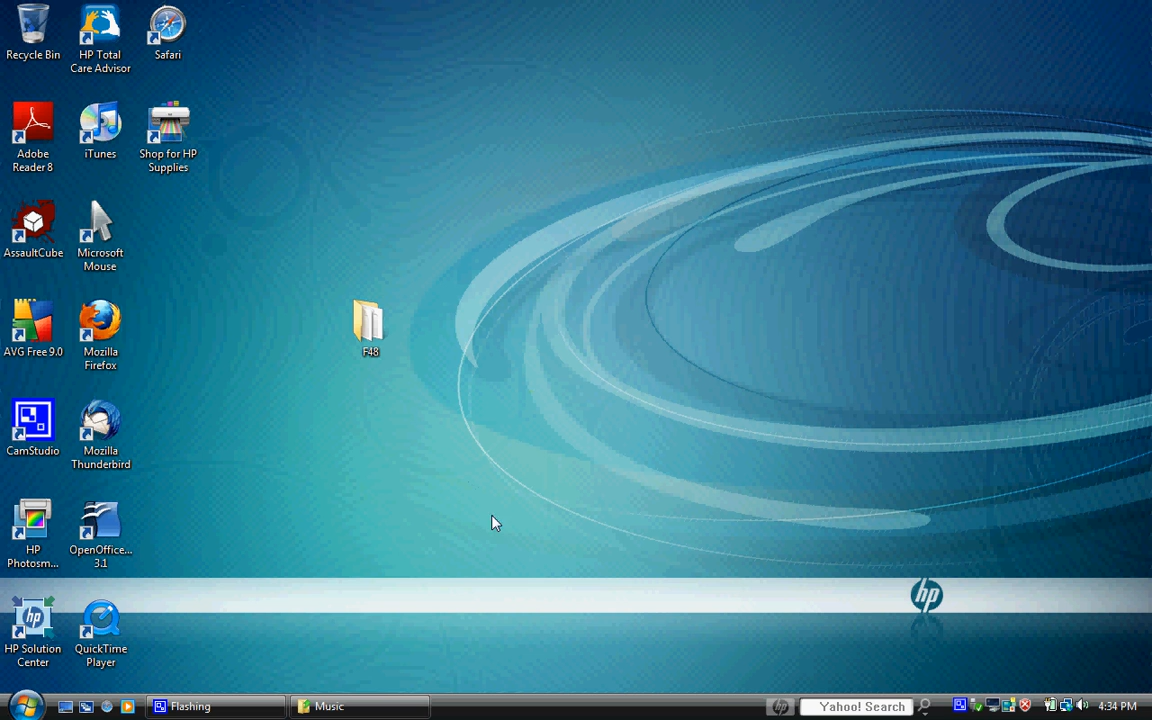 Recycle Bin
HP Total
Care Advisor
Safari
Adobe
Reader 8
iTunes
Shop for HP
Supplies
AssaultCube
Microsoft
Mouse
AVG Free 9.0
Mozilla
Firefox
F48
CamStudio
Mozilla
Thunderbird
HP
Photosm...
OpenOffice...
3.1
hp
HP Solution
Center
QuickTime
Player
Flashing
Music
Yahoo! Search
4:34 PM